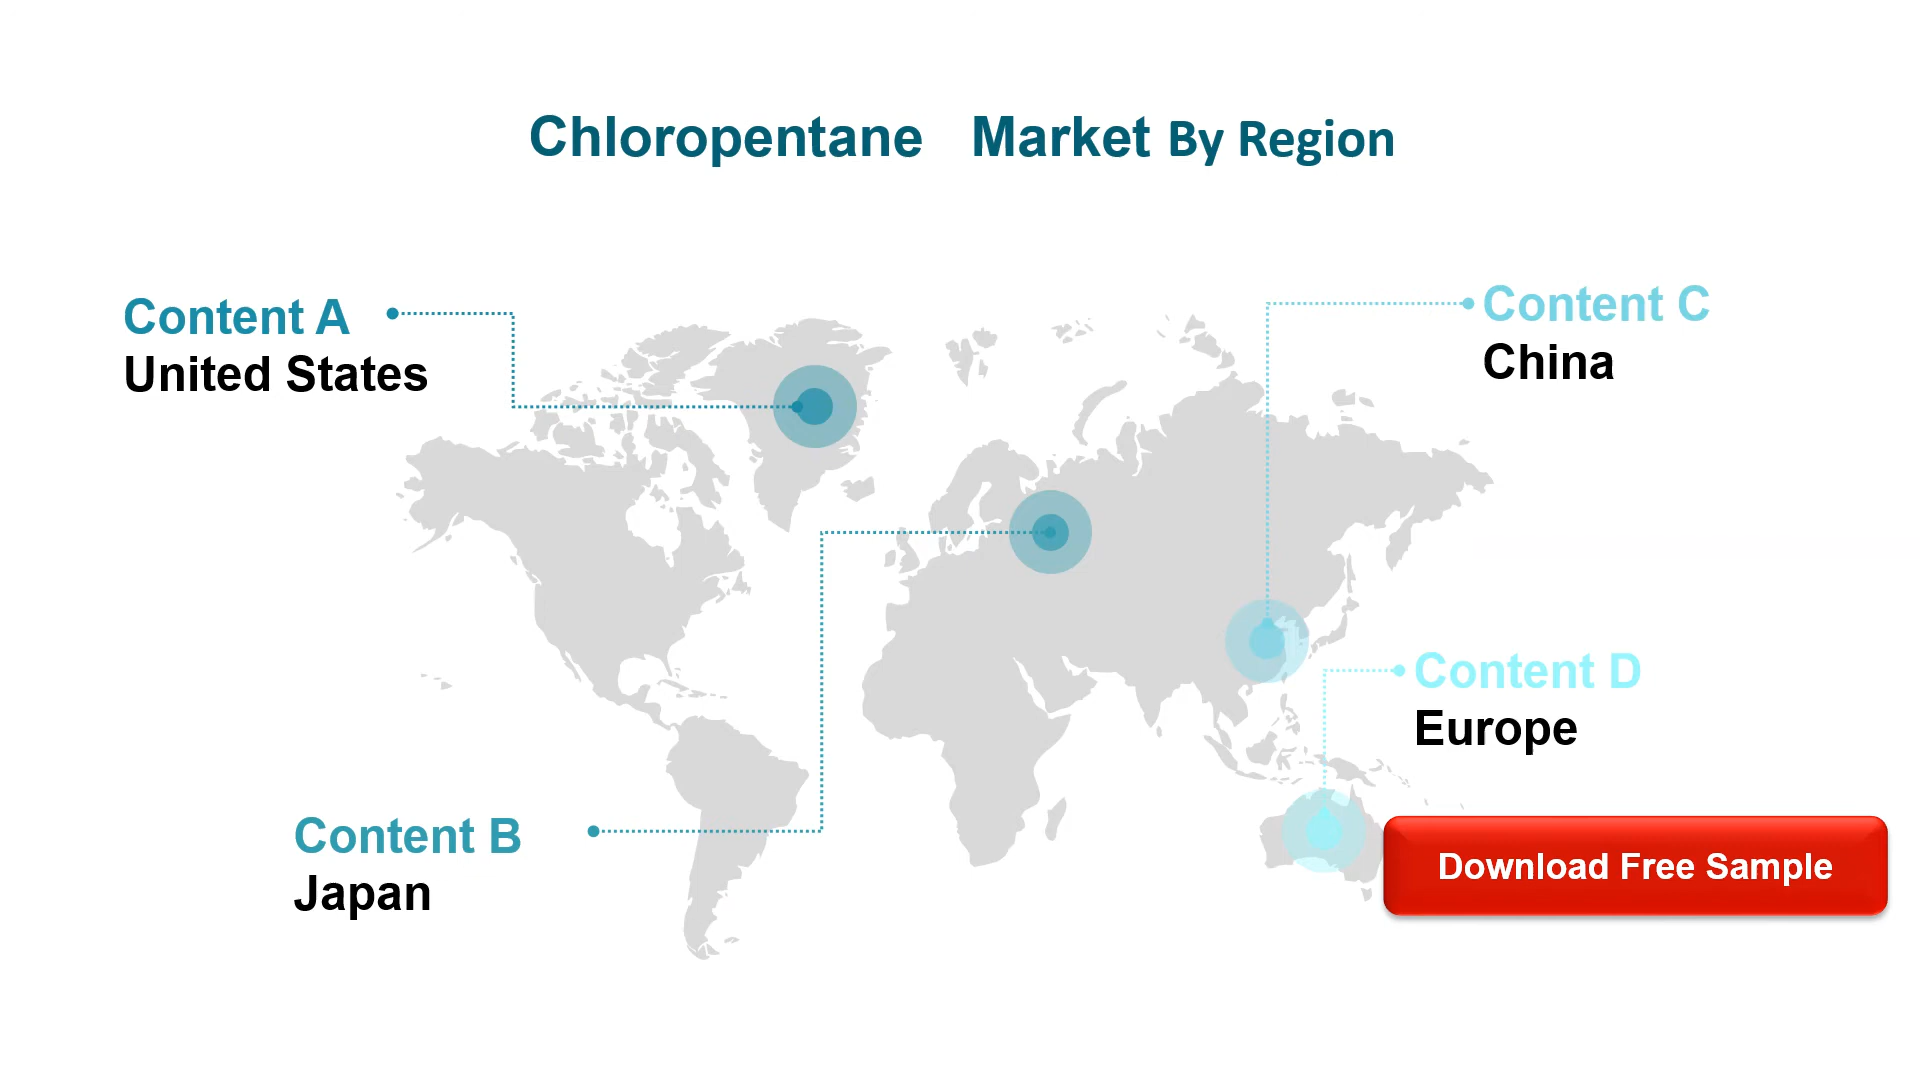 Chloropentane Market By Region
Content A
United States
Content C
China
Content D
Europe
Content B
Japan
Download Free Sample